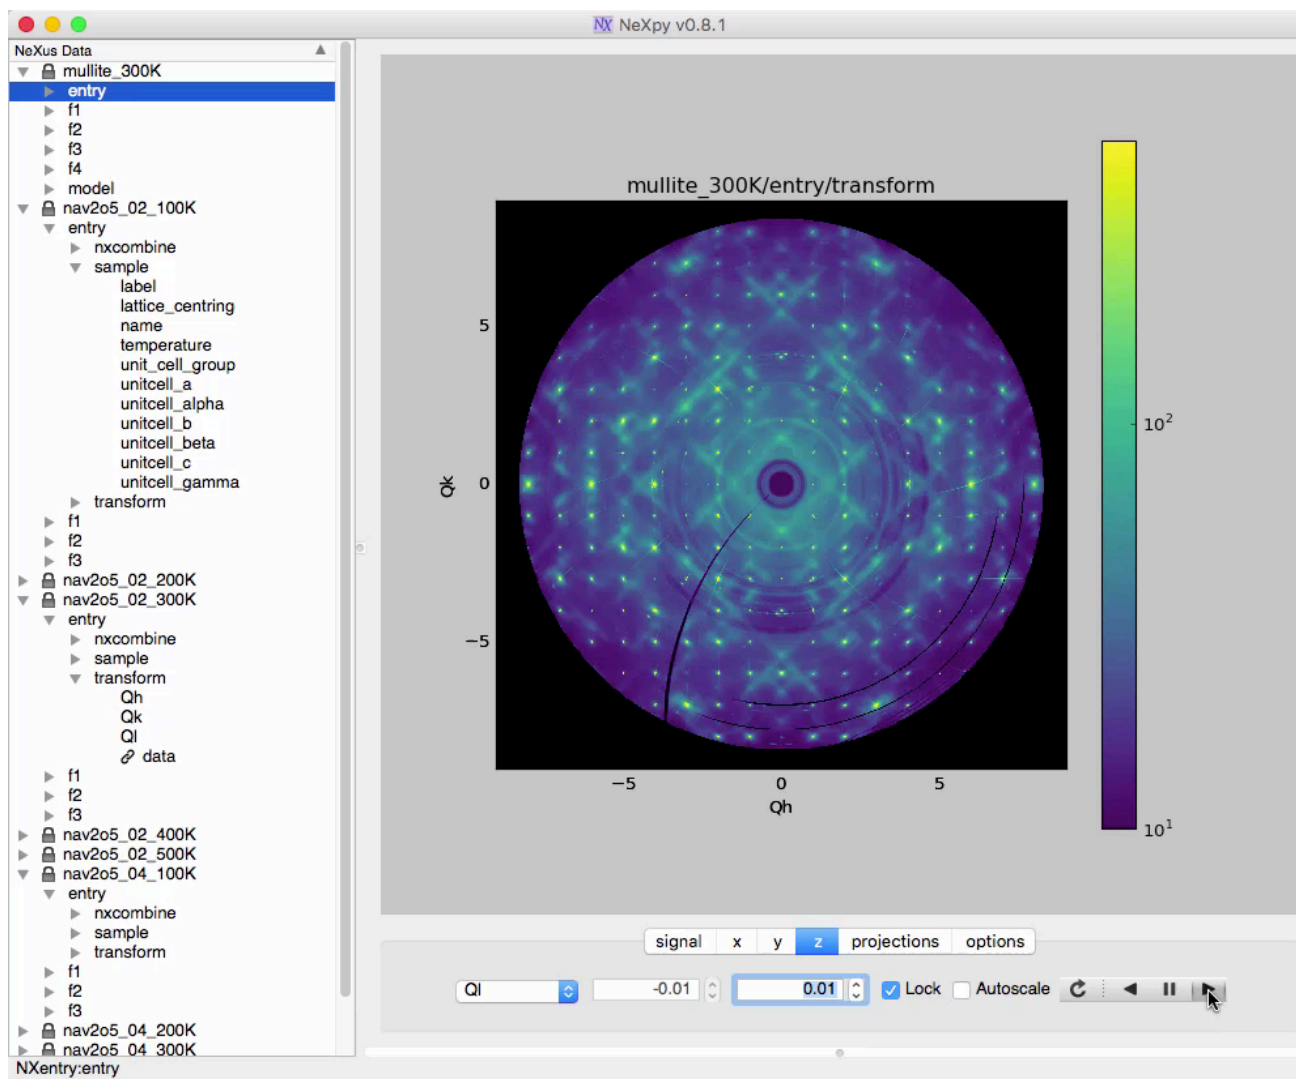 NX NeXpy v0.8.1
NeXus Data
mullite_300K
entry
f1
f2
f3
f4
model
nav2o5_02_100K
entry
nxcombine
sample
label
lattice_centring
name
temperature
unit_cell_group
unitcell_a
unitcell_alpha
unitcell_b
unitcell_beta
unitcell_c
unitcell_gamma
transform
f1
f2
f3
nav2o5_02_200K
nav2o5_02_300K
entry
nxcombine
sample
transform
Qh
Qk
Ql
data
f1
f2
f3
nav2o5_02_400K
nav2o5_02_500K
nav2o5_04_100K
entry
nxcombine
sample
transform
f1
f2
f3
nav2o5_04_200K
nav2o5_04_300K
NXentry:entry
mullite_300K/entry/transform
5
0
−5
Qk
−5 0 5
Qh
10²
10¹
signal x y z projections options
Ql -0.01 0.01 Lock Autoscale